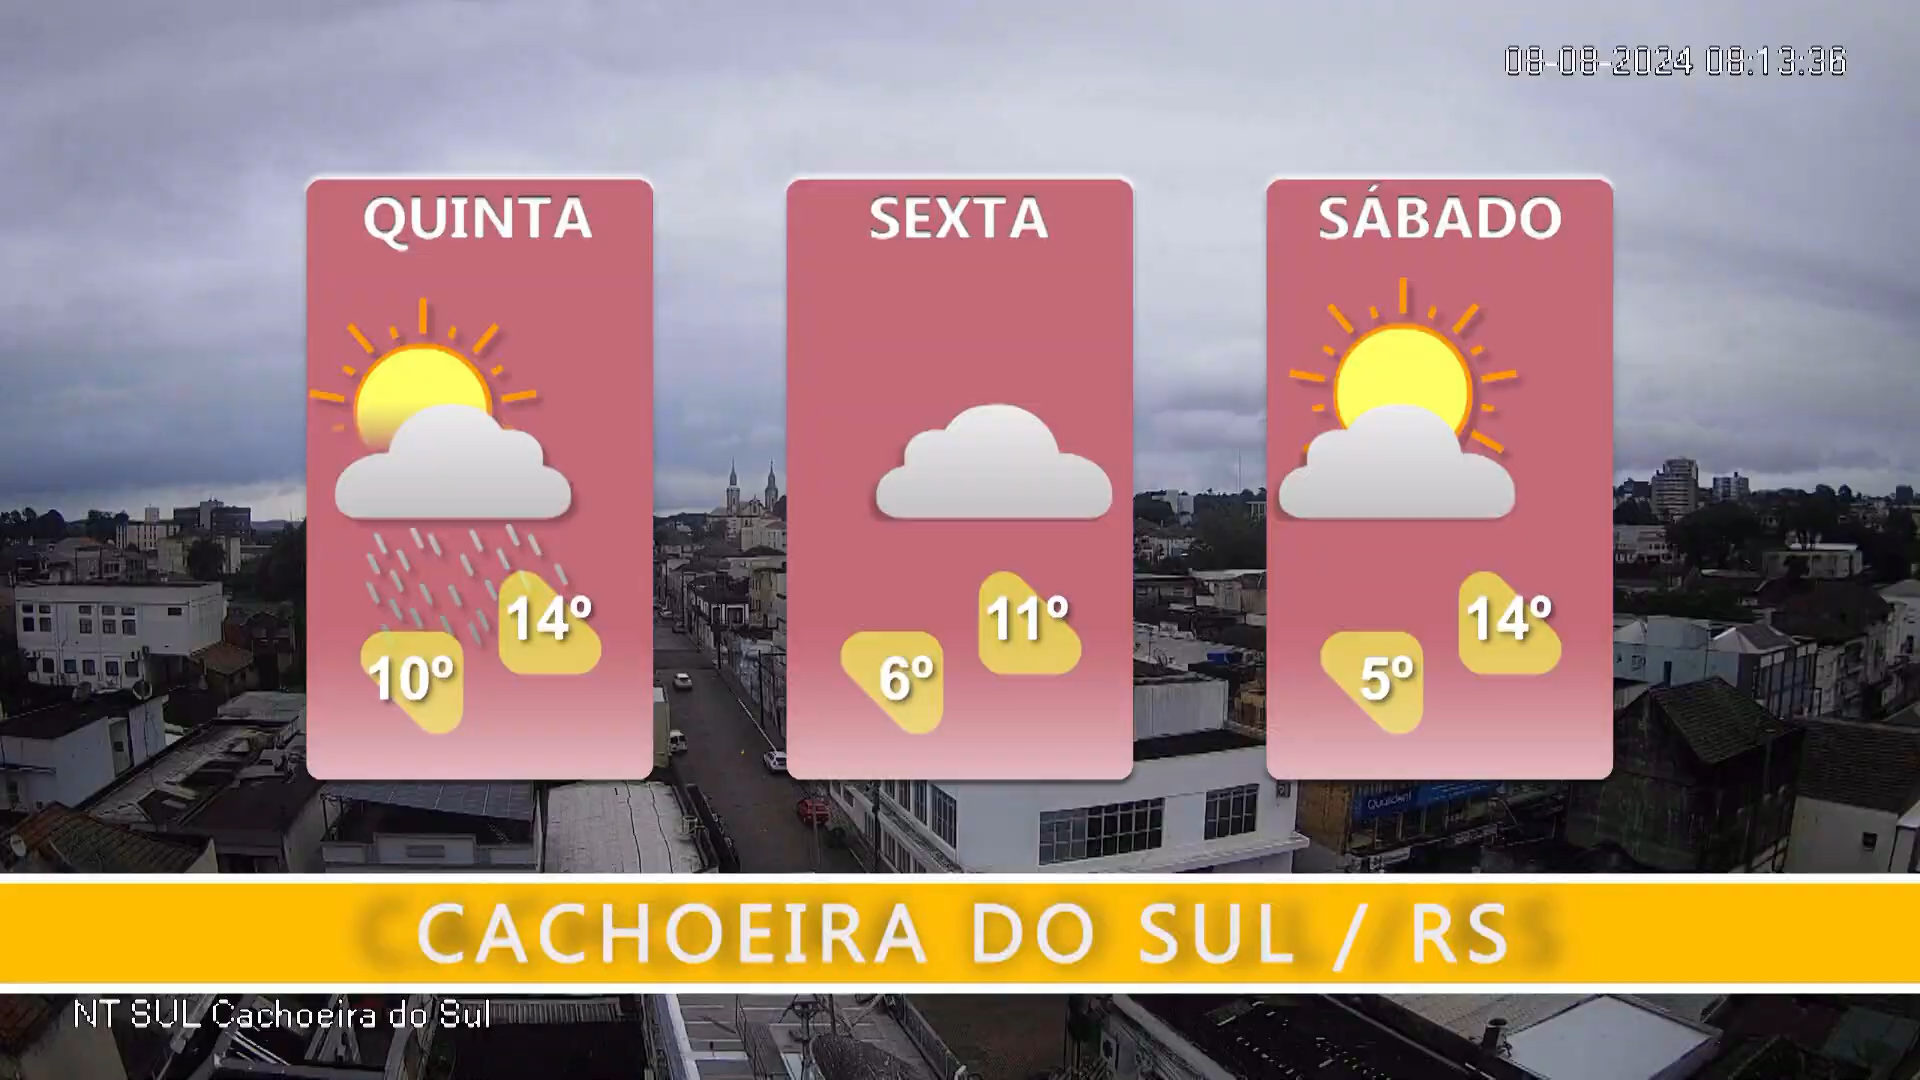 08-08-2024 08:13:36
QUINTA
14º
10º
SEXTA
11º
6º
SÁBADO
14º
5º
Qualident
CACHOEIRA DO SUL / RS
NT SUL Cachoeira do Sul